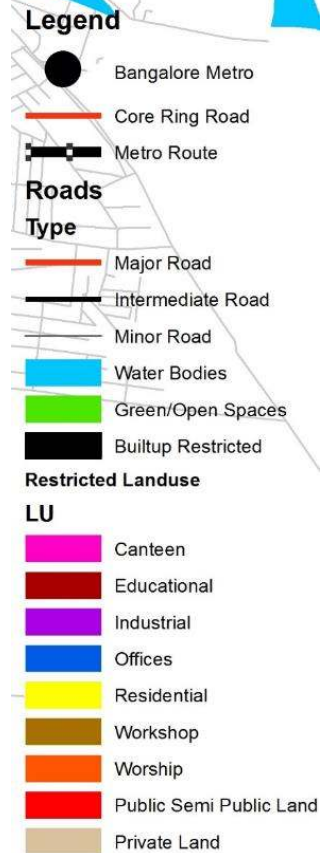 Legend
Bangalore Metro
Core Ring Road
Metro Route
Roads
Type
Major Road
Intermediate Road
Minor Road
Water Bodies
Green/Open Spaces
Builtup Restricted
Restricted Landuse
LU
Canteen
Educational
Industrial
Offices
Residential
Workshop
Worship
Public Semi Public Land
Private Land